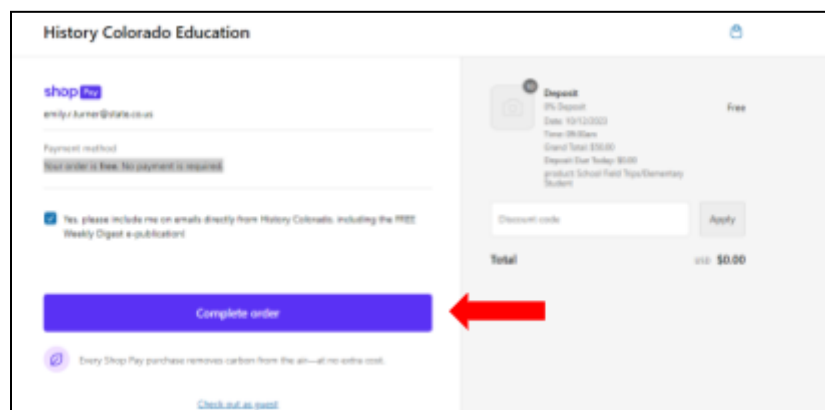 History Colorado Education
shop Pay
emily.r.turner@state.co.us
Payment method
Your order is free. No payment is required.
Yes, please include me on emails directly from History Colorado, including the FREE
Weekly Digest e-publication!
Complete order
Every Shop Pay purchase removes carbon from the air—at no extra cost.
Check out as guest
Deposit
0% Deposit
Free
Date: 10/12/2023
Time: 09:00am
Grand Total: $50.00
Deposit Due Today: $0.00
product School Field Trips/Elementary
Student
Discount code
Apply
Total
USD $0.00